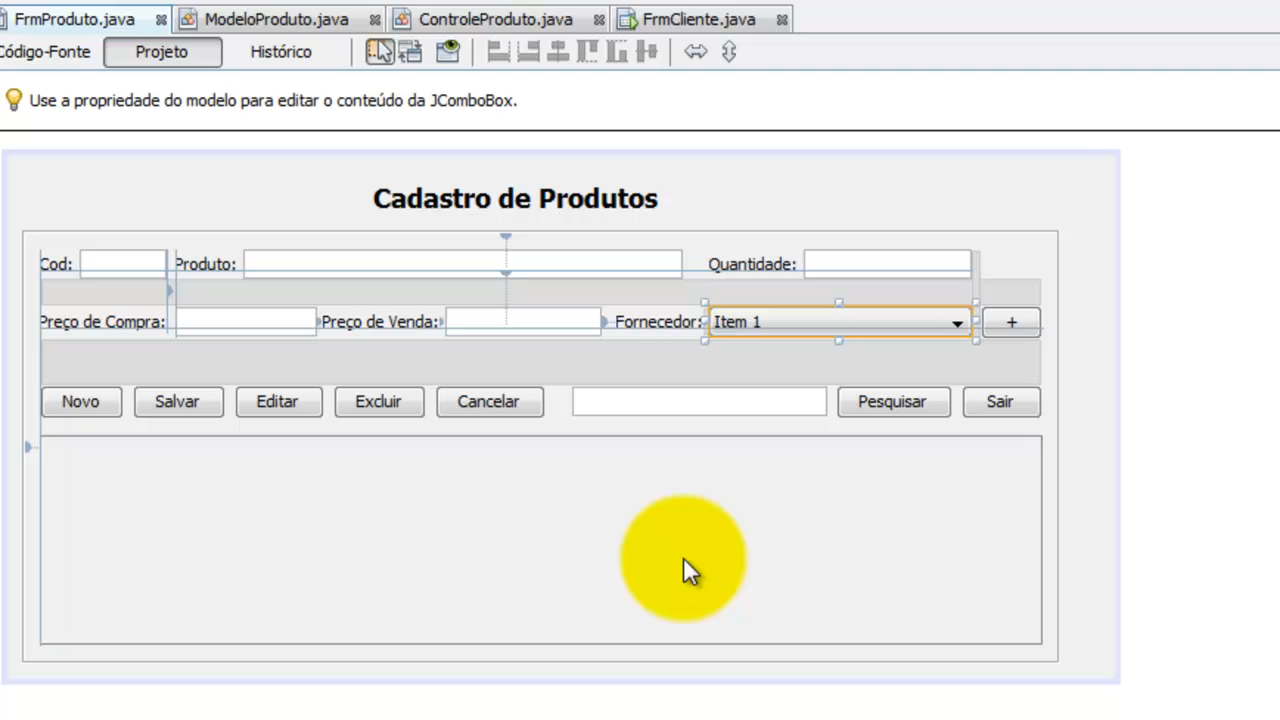 FrmProduto.java ModeloProduto.java ControleProduto.java FrmCliente.java
Código-Fonte Projeto Histórico
Use a propriedade do modelo para editar o conteúdo da JComboBox.
Cadastro de Produtos
Cod: Produto: Quantidade:
Preço de Compra: Preço de Venda: Fornecedor: Item 1 +
Novo Salvar Editar Excluir Cancelar Pesquisar Sair